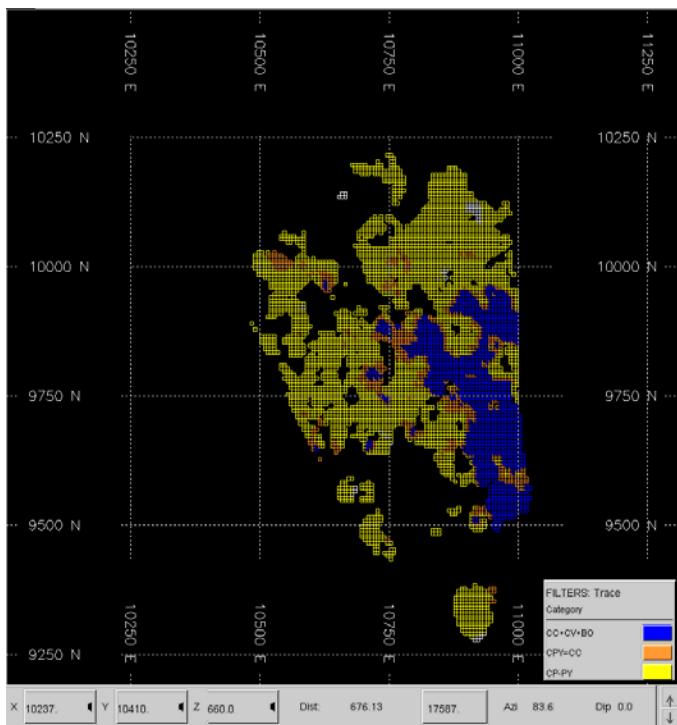 10250 E 10500 E 10750 E 11000 E 11250 E
10250 N 10250 N
10000 N 10000 N
9750 N 9750 N
9500 N 9500 N
9250 N 9250 N
10250 E 10500 E 10750 E 11000 E
FILTERS: Trace
Category
CC+CV+BO
CPY=CC
CP-PY
X 10237. Y 10410. Z 660.0 Dist: 676.13 17587. Azi 83.6 Dip 0.0